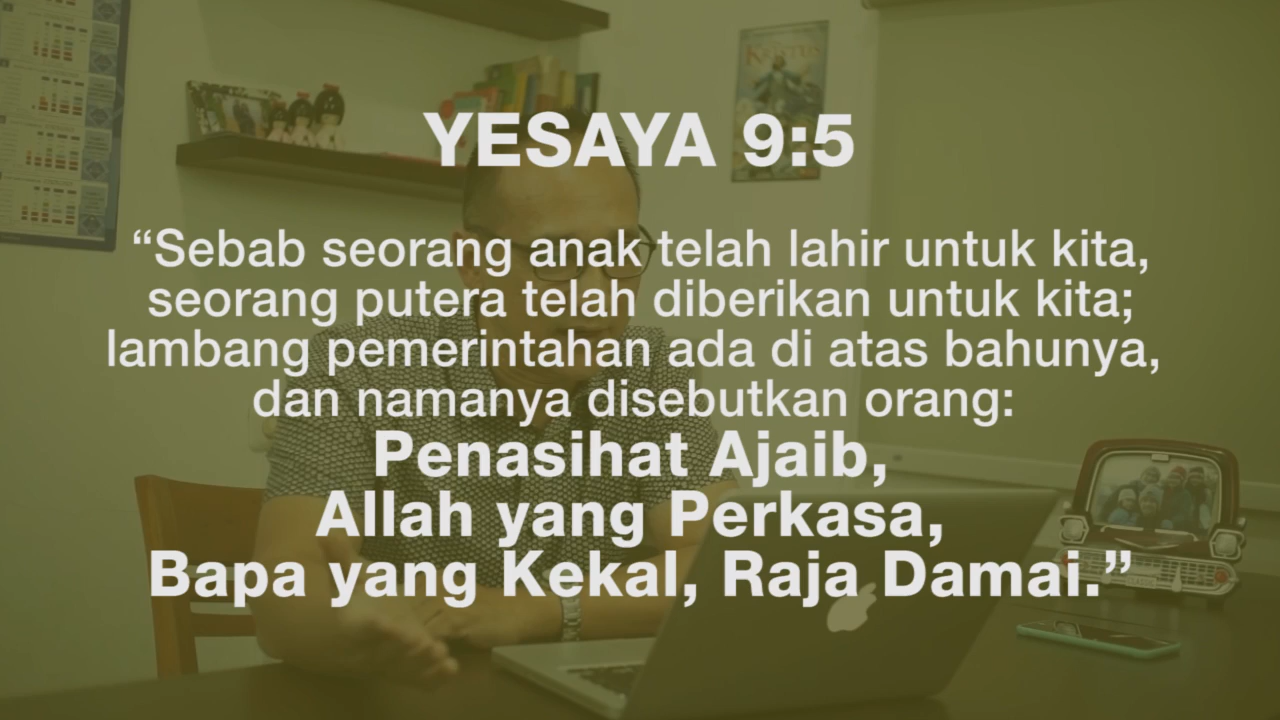 YESAYA 9:5
“Sebab seorang anak telah lahir untuk kita,
seorang putera telah diberikan untuk kita;
lambang pemerintahan ada di atas bahunya,
dan namanya disebutkan orang:
Penasihat Ajaib,
Allah yang Perkasa,
Bapa yang Kekal, Raja Damai.”